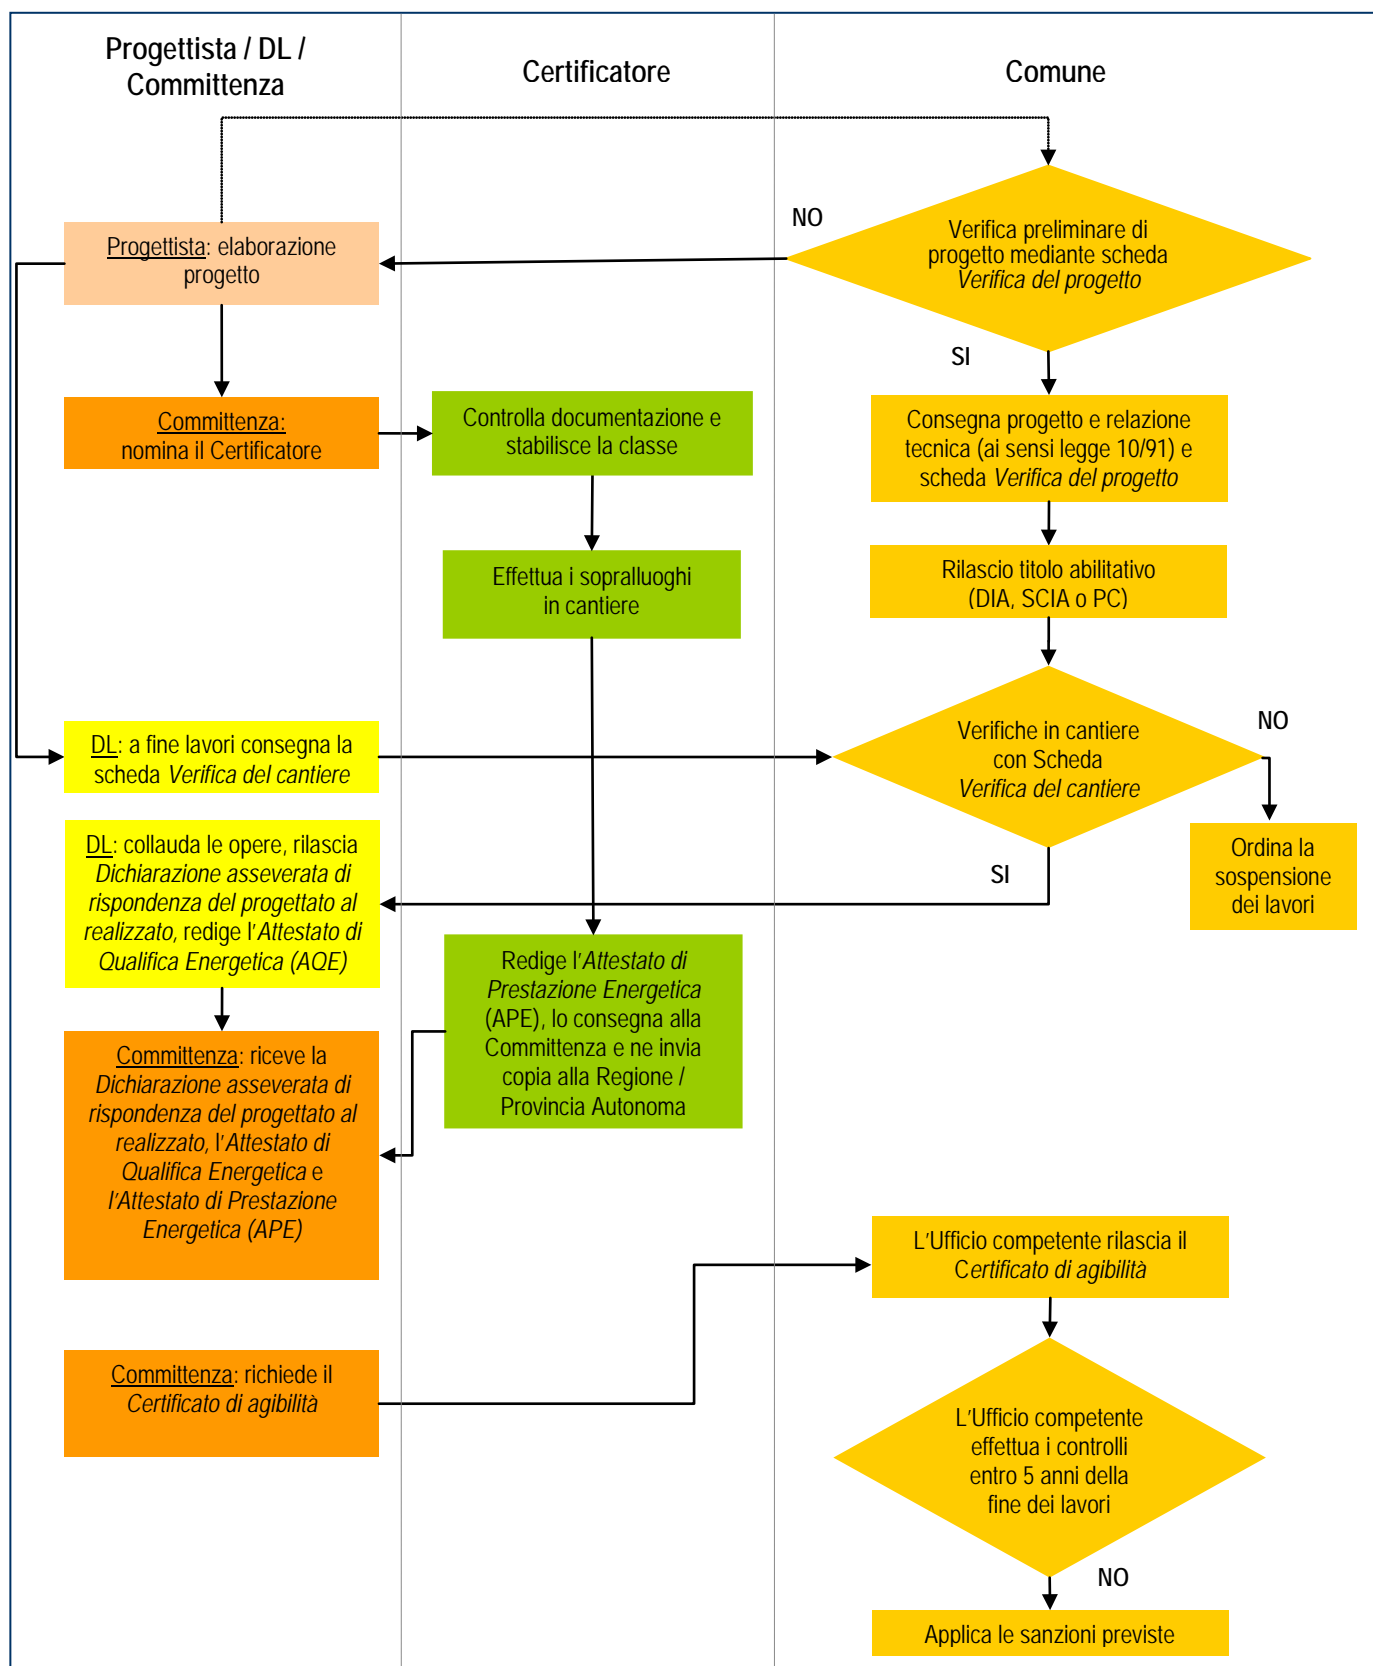 Progettista / DL /
Committenza
Certificatore
Comune
NO
Verifica preliminare di
progetto mediante scheda
Verifica del progetto
Progettista: elaborazione
progetto
SI
Committenza:
nomina il Certificatore
Controlla documentazione e
stabilisce la classe
Consegna progetto e relazione
tecnica (ai sensi legge 10/91) e
scheda Verifica del progetto
Effettua i sopralluoghi
in cantiere
Rilascio titolo abilitativo
(DIA, SCIA o PC)
DL: a fine lavori consegna la
scheda Verifica del cantiere
Verifiche in cantiere
con Scheda
Verifica del cantiere
NO
SI
Ordina la
sospensione
dei lavori
DL: collauda le opere, rilascia
Dichiarazione asseverata di
rispondenza del progettato al
realizzato, redige l'Attestato di
Qualifica Energetica (AQE)
Redige l'Attestato di
Prestazione Energetica
(APE), lo consegna alla
Committenza e ne invia
copia alla Regione /
Provincia Autonoma
Committenza: riceve la
Dichiarazione asseverata di
rispondenza del progettato al
realizzato, l'Attestato di
Qualifica Energetica e
l'Attestato di Prestazione
Energetica (APE)
L'Ufficio competente rilascia il
Certificato di agibilità
Committenza: richiede il
Certificato di agibilità
L'Ufficio competente
effettua i controlli
entro 5 anni della
fine dei lavori
NO
Applica le sanzioni previste